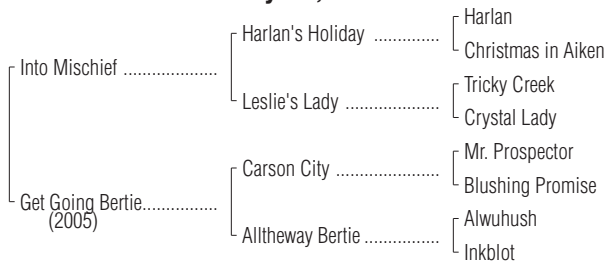 Harlan
Harlan's Holiday ..............
Christmas in Aiken
Into Mischief ....................
Tricky Creek
Leslie's Lady ....................
Crystal Lady
Mr. Prospector
Carson City ......................
Blushing Promise
Get Going Bertie................
(2005)
Alwuhush
Alltheway Bertie ................
Inkblot